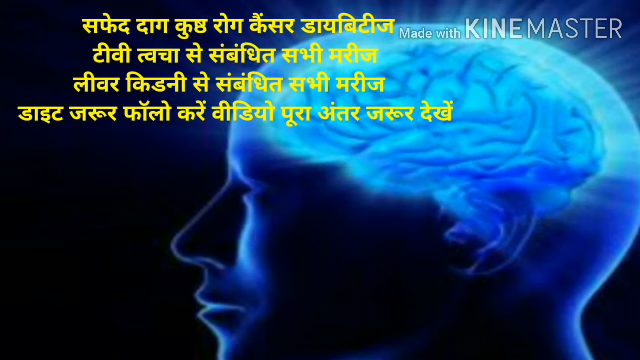 सफेद दाग कुष्ठ रोग कैंसर डायबिटीज
Made with KINEMASTER
टीवी त्वचा से संबंधित सभी मरीज
लीवर किडनी से संबंधित सभी मरीज
डाइट जरूर फॉलो करें वीडियो पूरा अंतर जरूर देखें